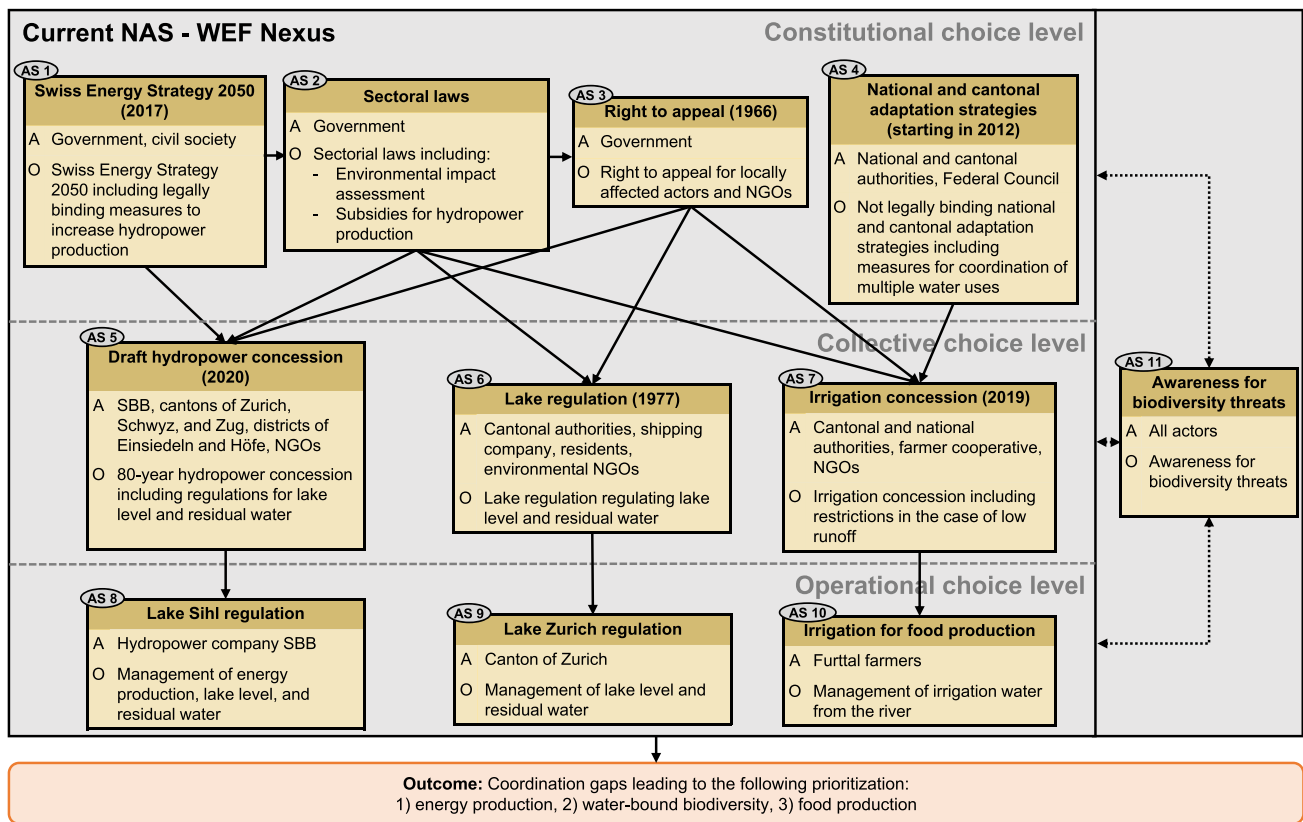 Current NAS - WEF Nexus
Constitutional choice level
AS 1
Swiss Energy Strategy 2050
(2017)
A Government, civil society
O Swiss Energy Strategy
2050 including legally
binding measures to
increase hydropower
production
AS 2
Sectoral laws
A Government
O Sectorial laws including:
- Environmental impact
assessment
- Subsidies for hydropower
production
AS 3
Right to appeal (1966)
A Government
O Right to appeal for locally
affected actors and NGOs
AS 4
National and cantonal
adaptation strategies
(starting in 2012)
A National and cantonal
authorities, Federal Council
O Not legally binding national
and cantonal adaptation
strategies including
measures for coordination of
multiple water uses
Collective choice level
AS 5
Draft hydropower concession
(2020)
A SBB, cantons of Zurich,
Schwyz, and Zug, districts of
Einsiedeln and Höfe, NGOs
O 80-year hydropower concession
including regulations for lake
level and residual water
AS 6
Lake regulation (1977)
A Cantonal authorities, shipping
company, residents,
environmental NGOs
O Lake regulation regulating lake
level and residual water
AS 7
Irrigation concession (2019)
A Cantonal and national
authorities, farmer cooperative,
NGOs
O Irrigation concession including
restrictions in the case of low
runoff
AS 11
Awareness for
biodiversity threats
A All actors
O Awareness for
biodiversity threats
Operational choice level
AS 8
Lake Sihl regulation
A Hydropower company SBB
O Management of energy
production, lake level, and
residual water
AS 9
Lake Zurich regulation
A Canton of Zurich
O Management of lake level and
residual water
AS 10
Irrigation for food production
A Furttal farmers
O Management of irrigation water
from the river
Outcome: Coordination gaps leading to the following prioritization:
1) energy production, 2) water-bound biodiversity, 3) food production